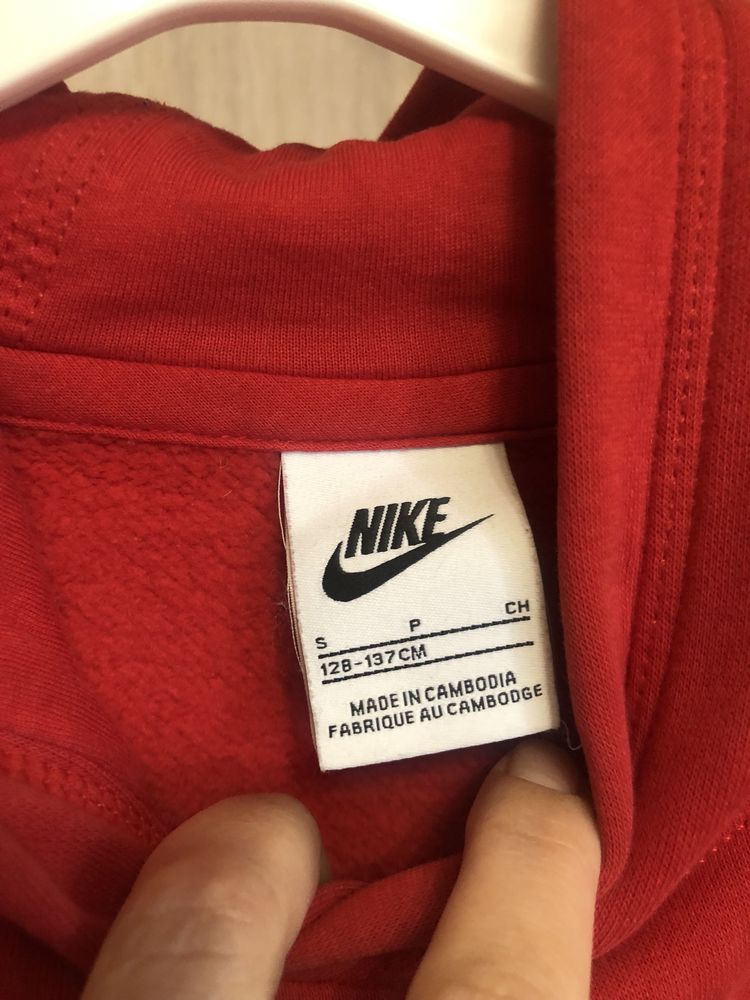 NIKE
S P CH
128-137CM
MADE IN CAMBODIA
FABRIQUE AU CAMBODGE